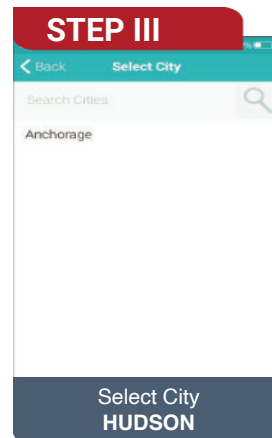 STEP III
%
Back Select City
Search Cities
Anchorage
Select City
HUDSON